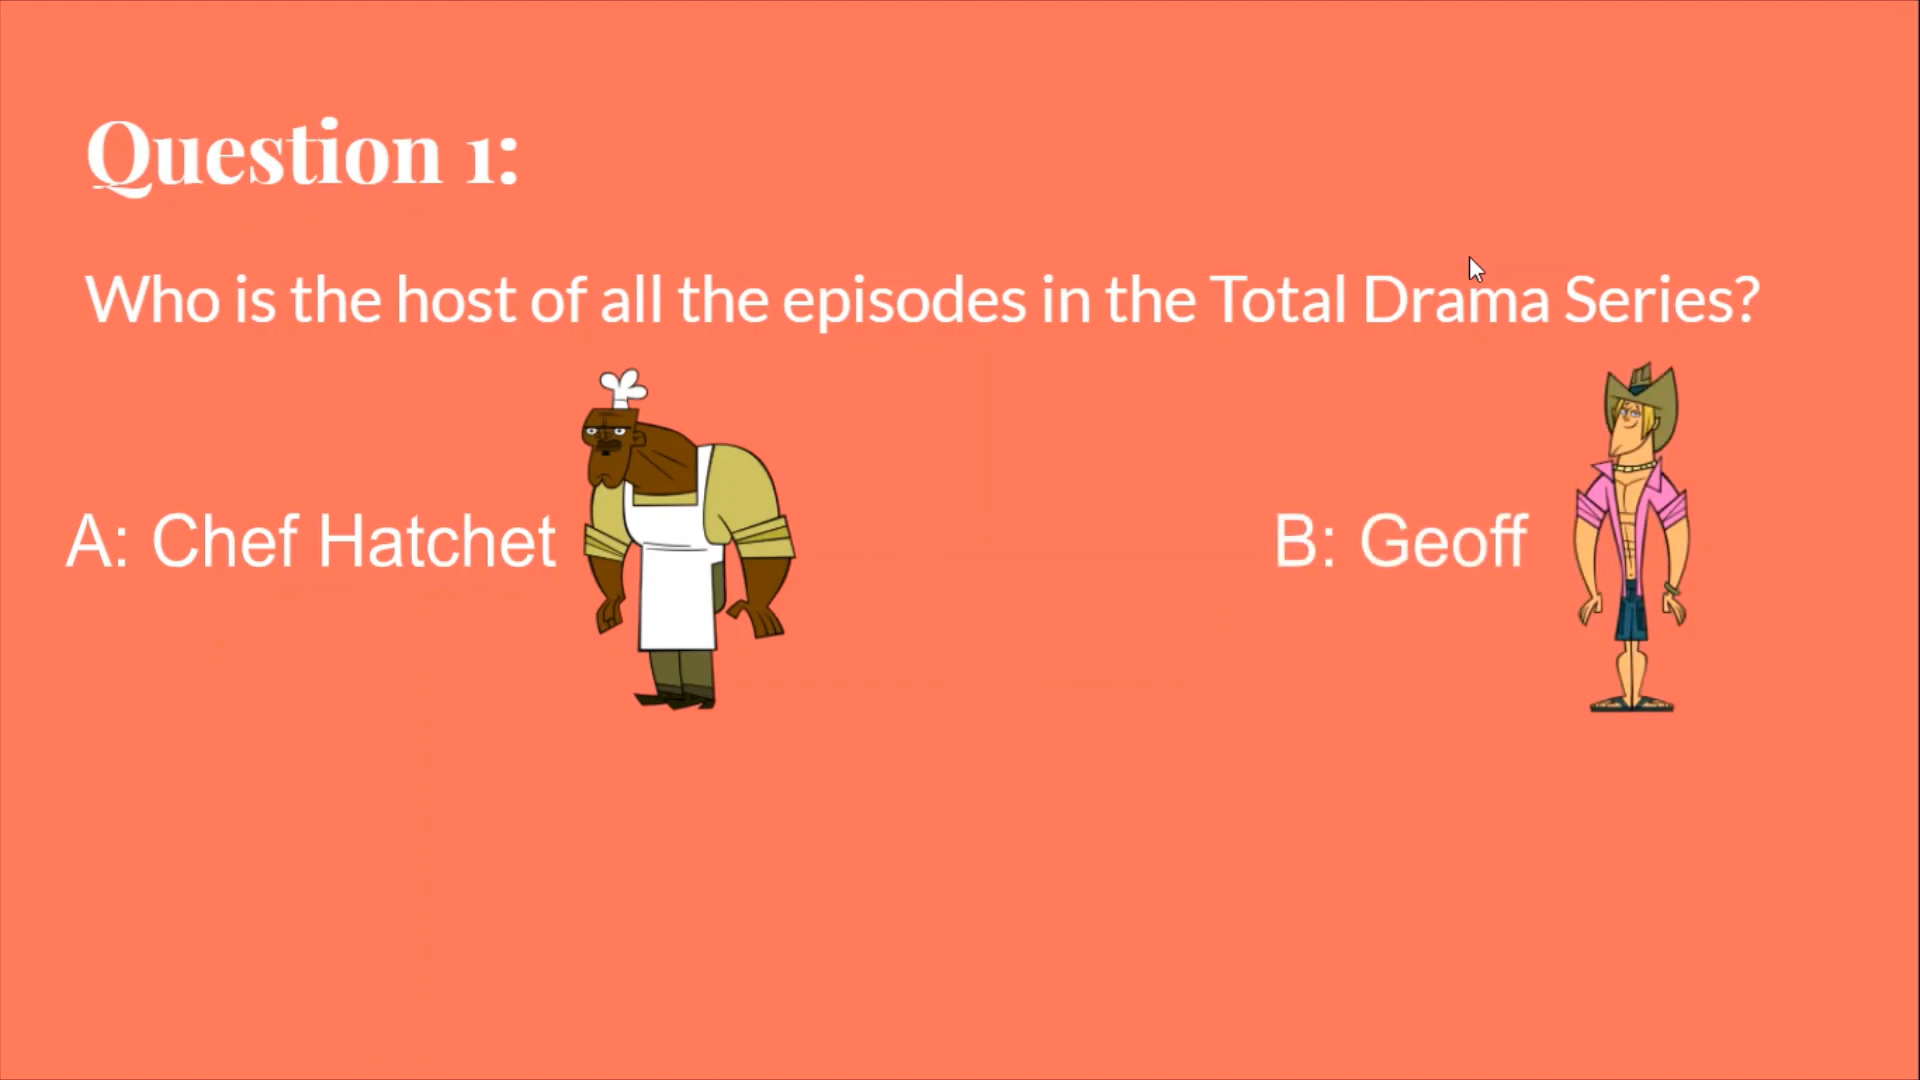 Question 1:
Who is the host of all the episodes in the Total Drama Series?
A: Chef Hatchet
B: Geoff